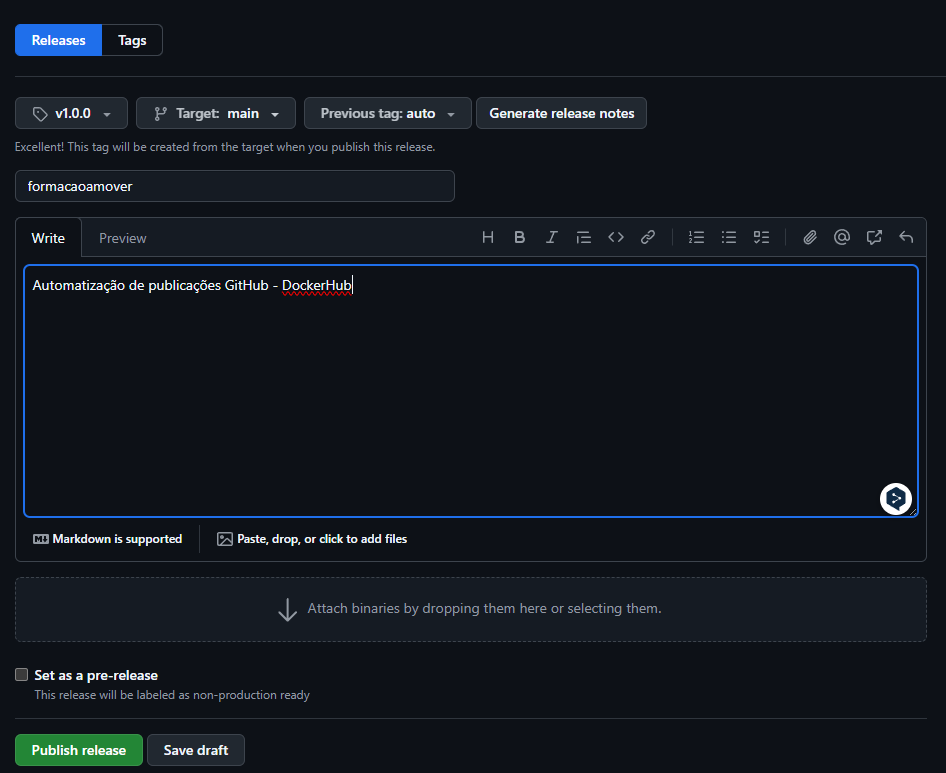 Releases Tags
v1.0.0 Target: main Previous tag: auto Generate release notes
Excellent! This tag will be created from the target when you publish this release.
formacaoamover
Write Preview
Automatização de publicações GitHub - DockerHub
Markdown is supported Paste, drop, or click to add files
Attach binaries by dropping them here or selecting them.
Set as a pre-release
This release will be labeled as non-production ready
Publish release Save draft